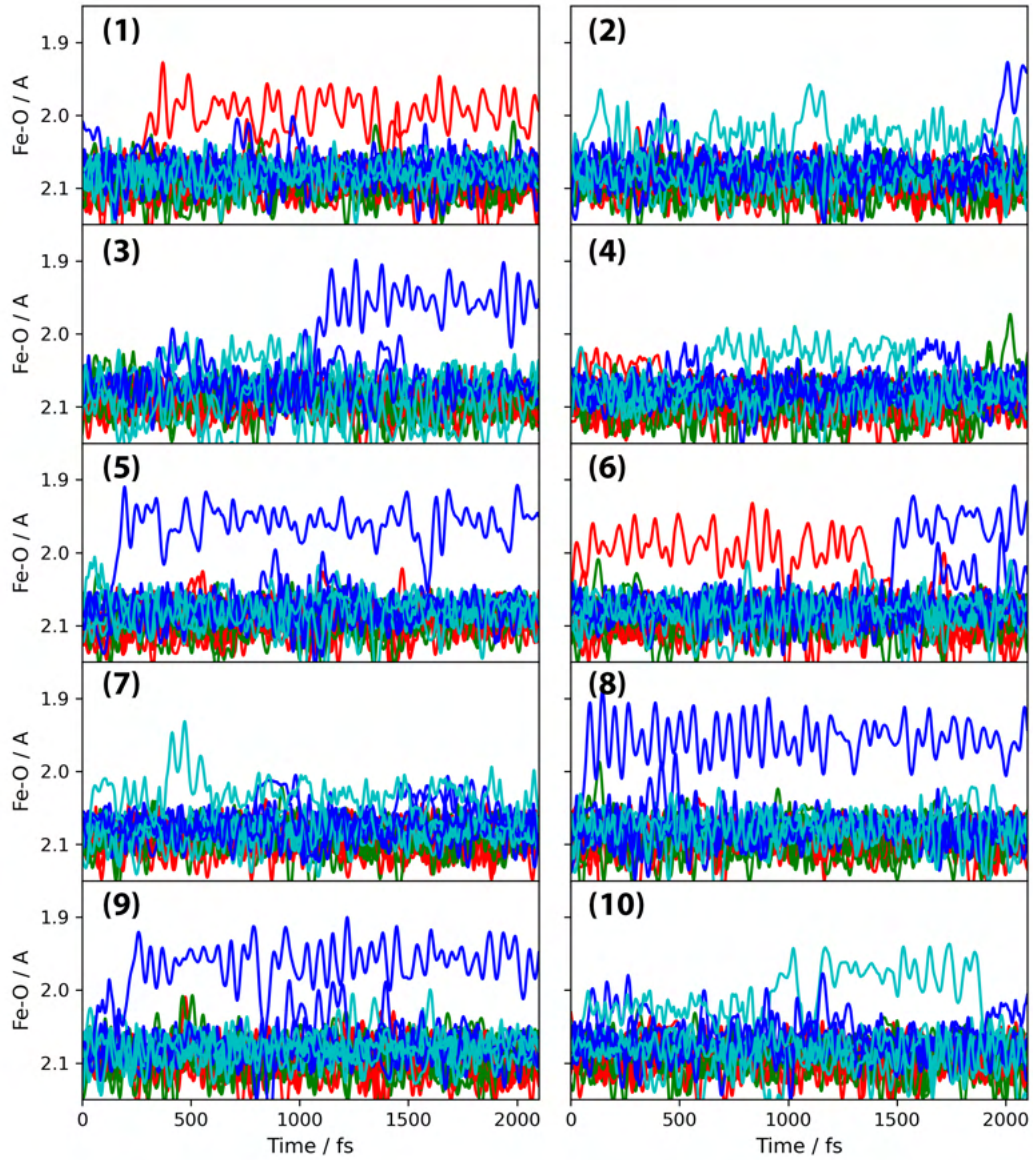 (1)
(2)
1.9
2.0
2.1
Fe-O / A
(3)
(4)
1.9
2.0
2.1
Fe-O / A
(5)
(6)
1.9
2.0
2.1
Fe-O / A
(7)
(8)
1.9
2.0
2.1
Fe-O / A
(9)
(10)
1.9
2.0
2.1
Fe-O / A
0 500 1000 1500 2000
0 500 1000 1500 2000
Time / fs
Time / fs